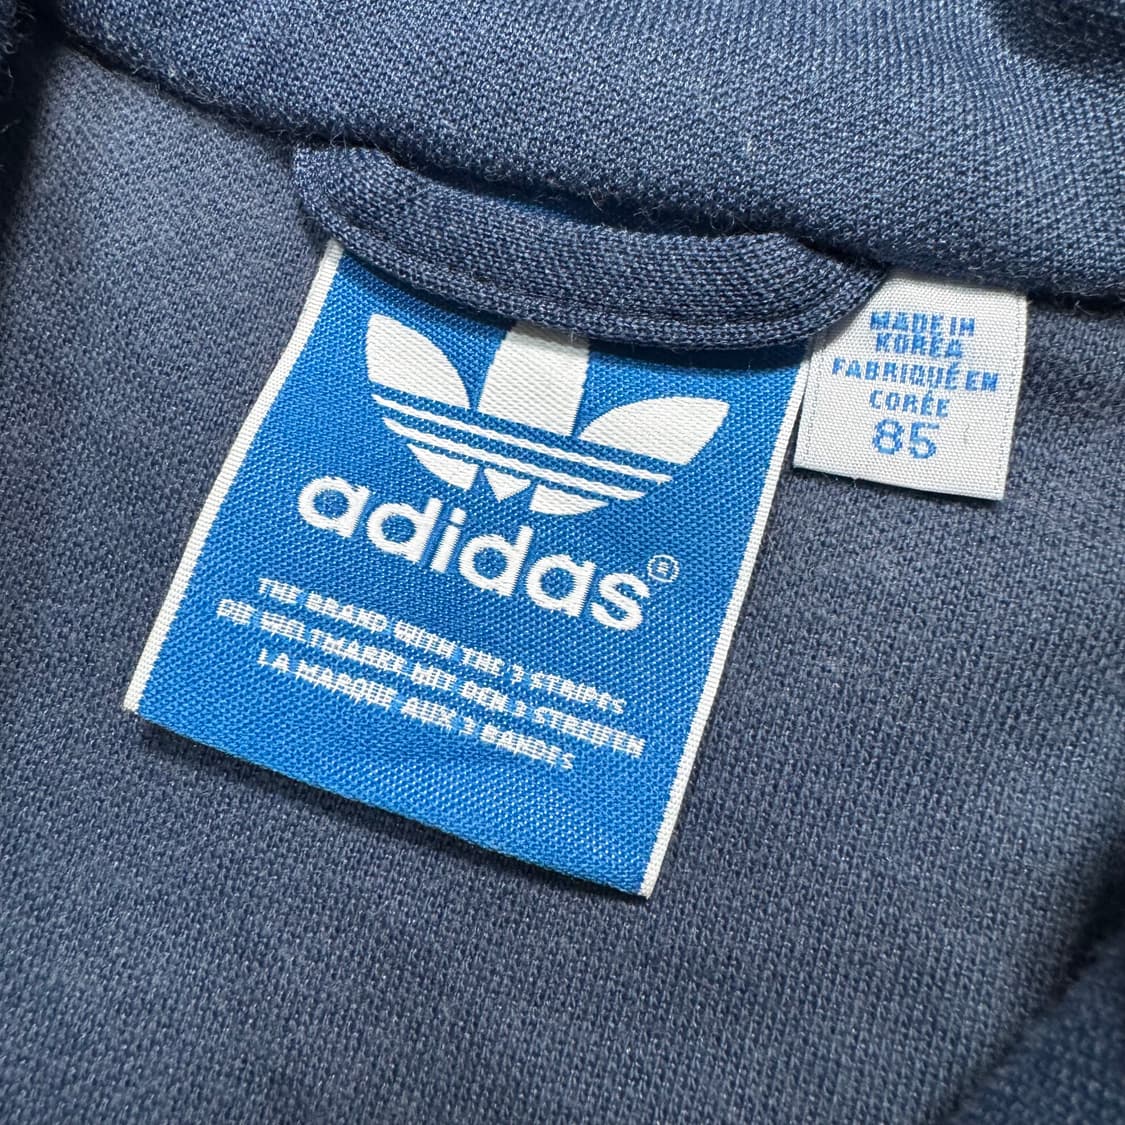 adidas®
THE BRAND WITH THE 3 STRIPES
DIE WELTMARKE MIT DEN 3 STREIFEN
LA MARQUE AUX 3 BANDES
MADE IN
KOREA
FABRIQUÉ EN
CORÉE
85